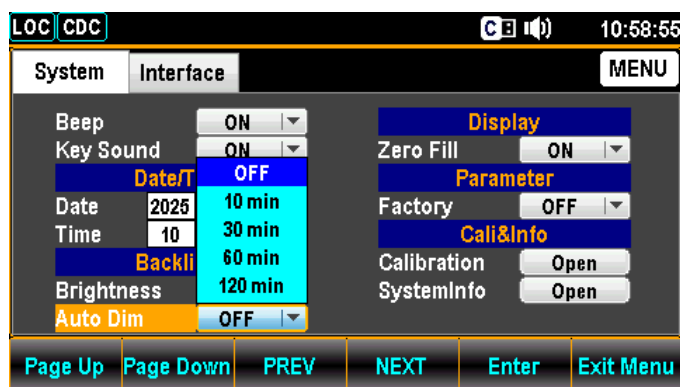 LOC CDC C 10:58:55
System Interface MENU
Beep ON
Key Sound ON
Date/T
Date 2025
Time 10
Backli
Brightness
Auto Dim OFF
OFF
10 min
30 min
60 min
120 min
Display
Zero Fill ON
Parameter
Factory OFF
Cali&Info
Calibration Open
SystemInfo Open
Page Up Page Down PREV NEXT Enter Exit Menu